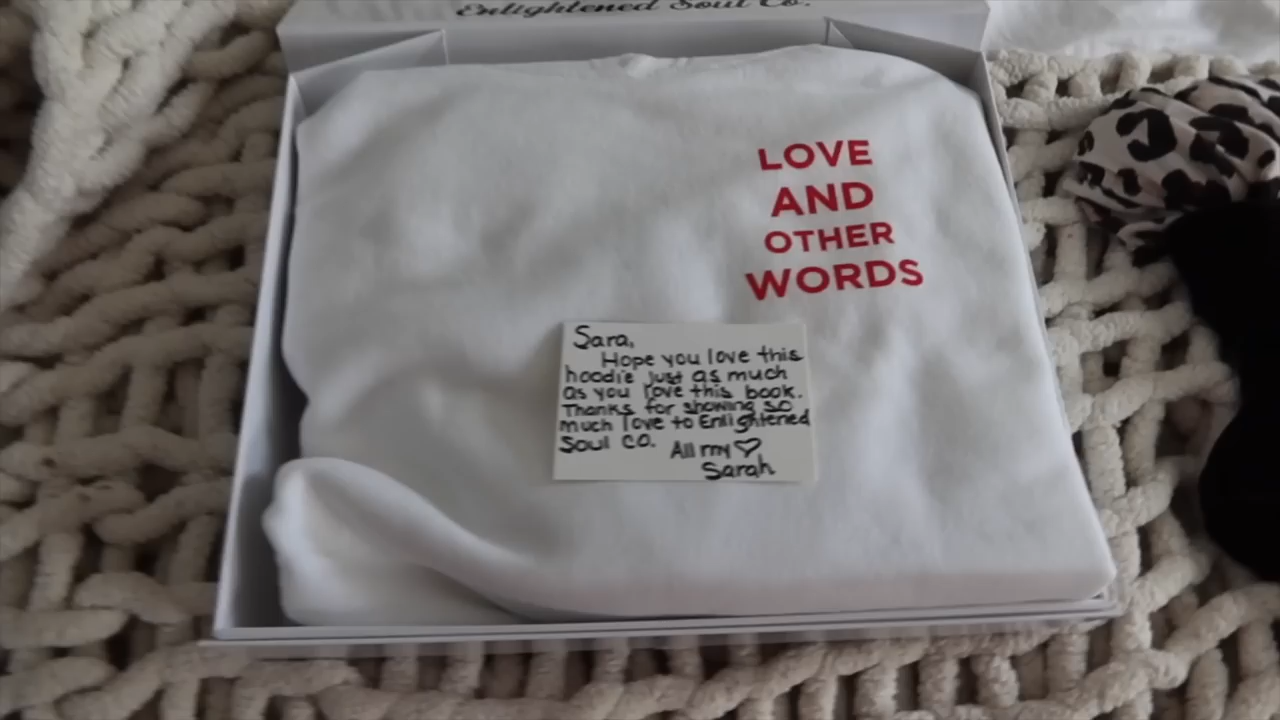 Enlightened Soul Co.
LOVE
AND
OTHER
WORDS
Sara,
Hope you love this
hoodie just as much
as you love this book.
Thanks for showing so
much love to Enlightened
Soul CO.
All my ♡
Sarah